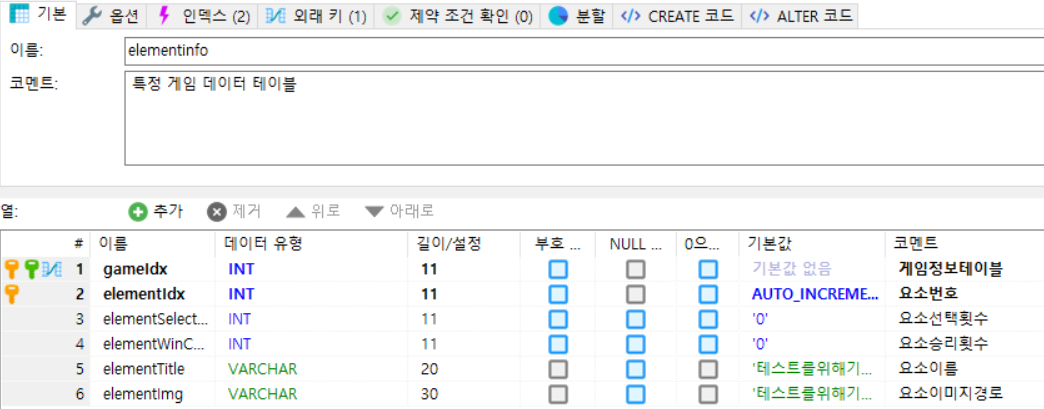 기본 옵션 인덱스 (2) 외래 키 (1) 제약 조건 확인 (0) 분할 CREATE 코드 ALTER 코드
이름: elementinfo
코멘트: 특정 게임 데이터 테이블
열: 추가 제거 위로 아래로
# 이름 데이터 유형 길이/설정 부호 ... NULL ... 0으... 기본값 코멘트
1 gameIdx INT 11 기본값 없음 게임정보테이블
2 elementIdx INT 11 AUTO_INCREME... 요소번호
3 elementSelect... INT 11 '0' 요소선택횟수
4 elementWinC... INT 11 '0' 요소승리횟수
5 elementTitle VARCHAR 20 '테스트를위해기... 요소이름
6 elementImg VARCHAR 30 '테스트를위해기... 요소이미지경로